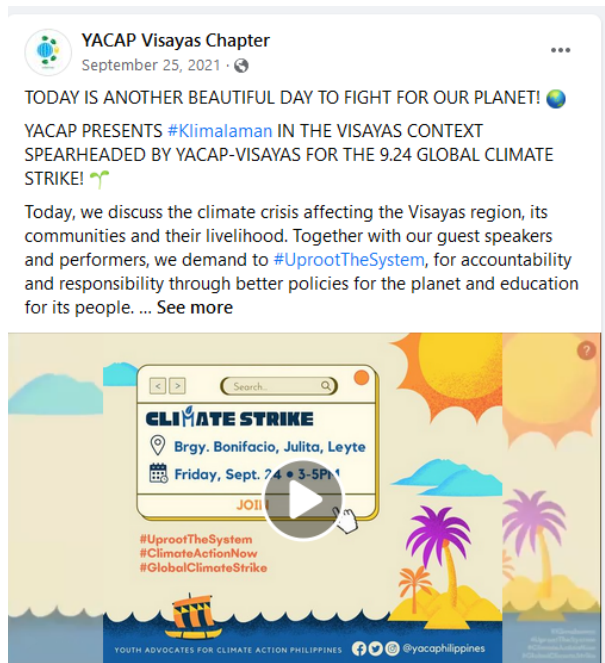 YACAP Visayas Chapter
September 25, 2021
TODAY IS ANOTHER BEAUTIFUL DAY TO FIGHT FOR OUR PLANET!
YACAP PRESENTS #Klimalaman IN THE VISAYAS CONTEXT
SPEARHEADED BY YACAP-VISAYAS FOR THE 9.24 GLOBAL CLIMATE
STRIKE!
Today, we discuss the climate crisis affecting the Visayas region, its
communities and their livelihood. Together with our guest speakers
and performers, we demand to #UprootTheSystem, for accountability
and responsibility through better policies for the planet and education
for its people. ... See more
< > Search...
?
CLIMATE STRIKE
Brgy. Bonifacio, Julita, Leyte
Friday, Sept. 24 • 3-5PM
JOIN
#UprootTheSystem
#ClimateActionNow
#GlobalClimateStrike
YOUTH ADVOCATES FOR CLIMATE ACTION PHILIPPINES @yacaphilippines